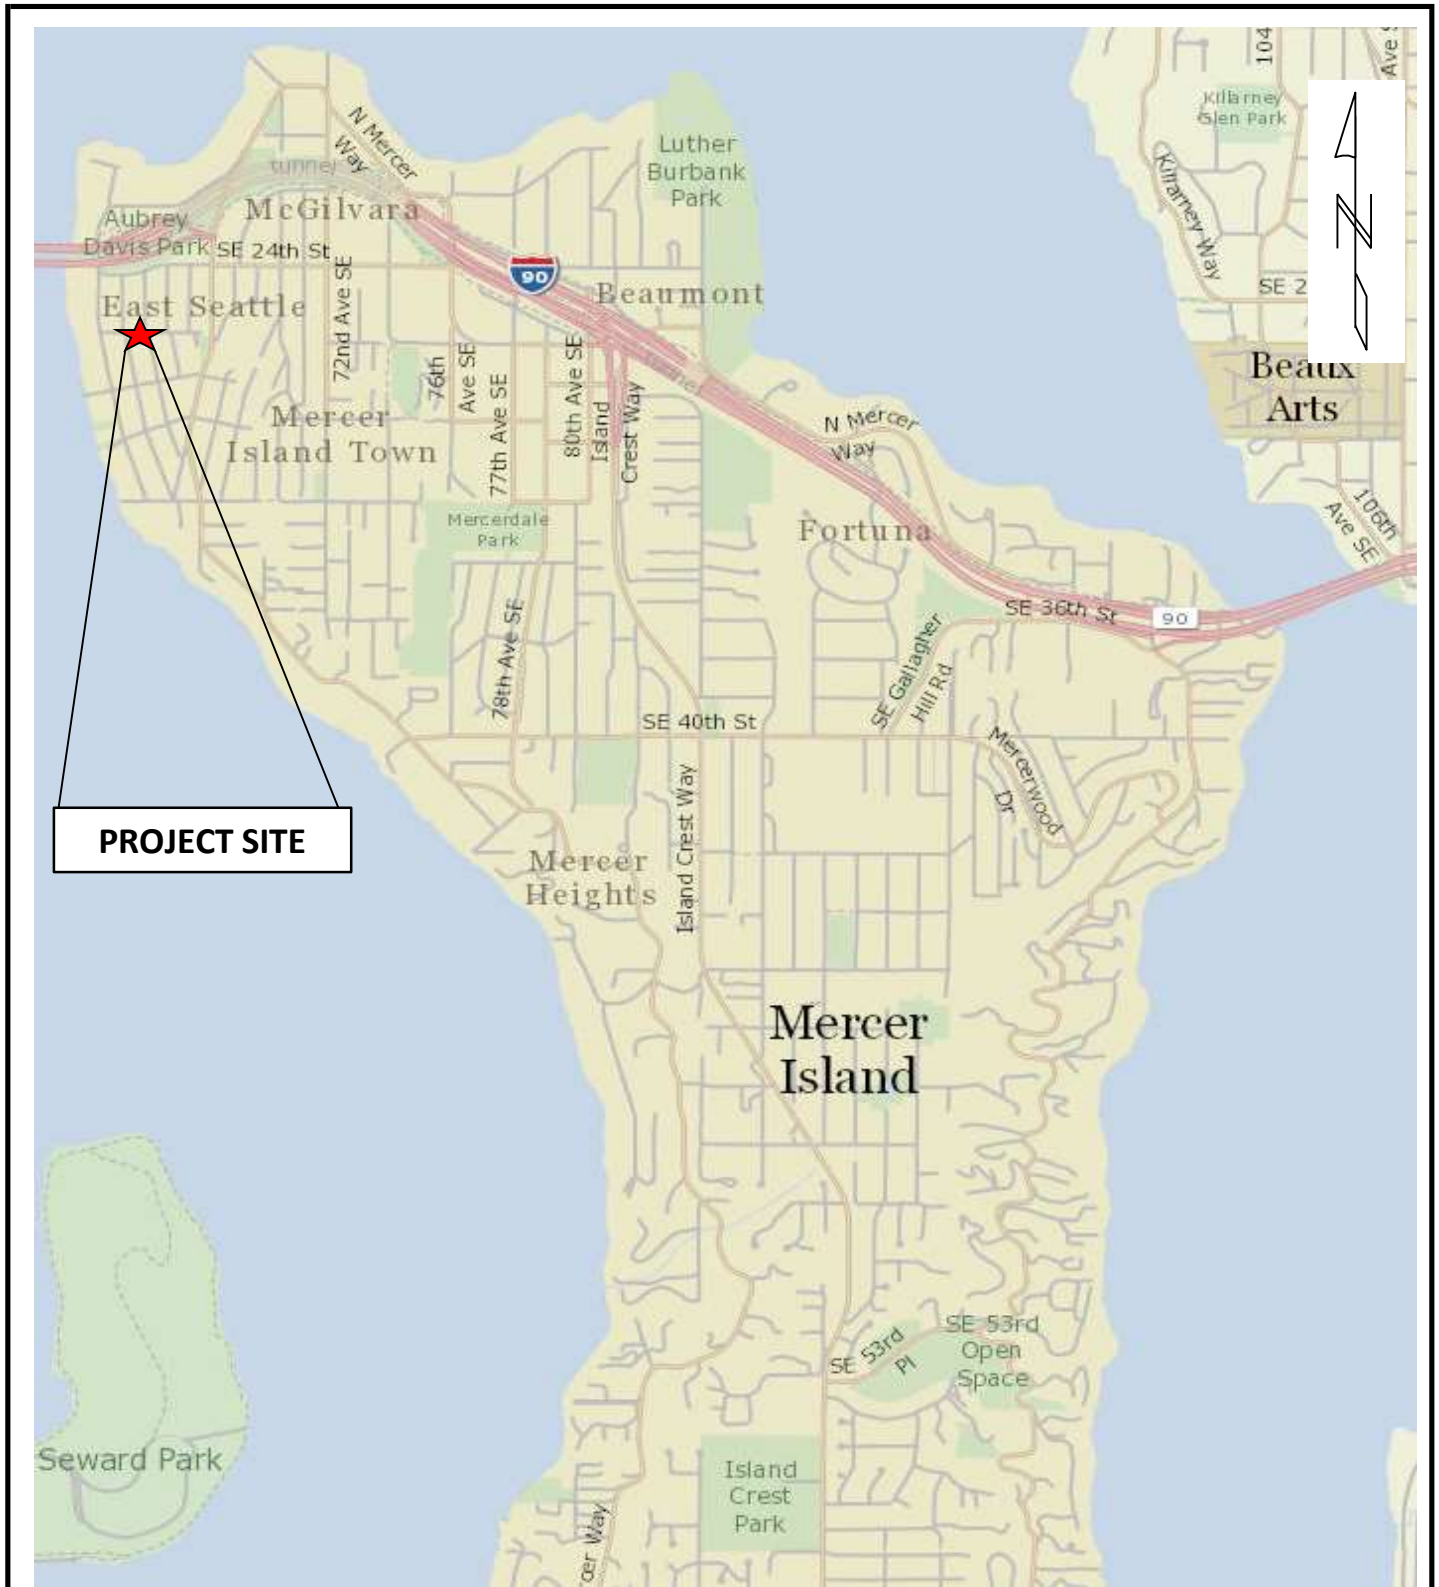 104
Ave S
Killarney
Glen Park
N Mercer
Way
Luther
Burbank
Park
tunnel
Killarney Way
McGilvara
Aubrey
Davis Park
SE 24th St
N
90
SE 2
East Seattle
72nd Ave SE
Beaumont
76th
Ave SE
77th Ave SE
80th Ave SE
Island
Crest Way
tunnel
Beaux
Arts
Mercer
Island Town
N Mercer
Way
106th
Ave SE
Mercerdale
Park
Fortuna
SE 36th St
90
78th Ave SE
SE Gallagher
Hill Rd
SE 40th St
Mercerwood
Dr
PROJECT SITE
Island Crest Way
Mercer
Heights
Mercer
Island
SE 53rd
Pl
SE 53rd
Open
Space
Seward Park
Island
Crest
Park
cer Way